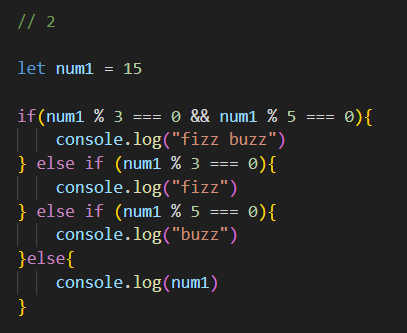 // 2
let num1 = 15
if(num1 % 3 === 0 && num1 % 5 === 0){
console.log("fizz buzz")
} else if (num1 % 3 === 0){
console.log("fizz")
} else if (num1 % 5 === 0){
console.log("buzz")
}else{
console.log(num1)
}